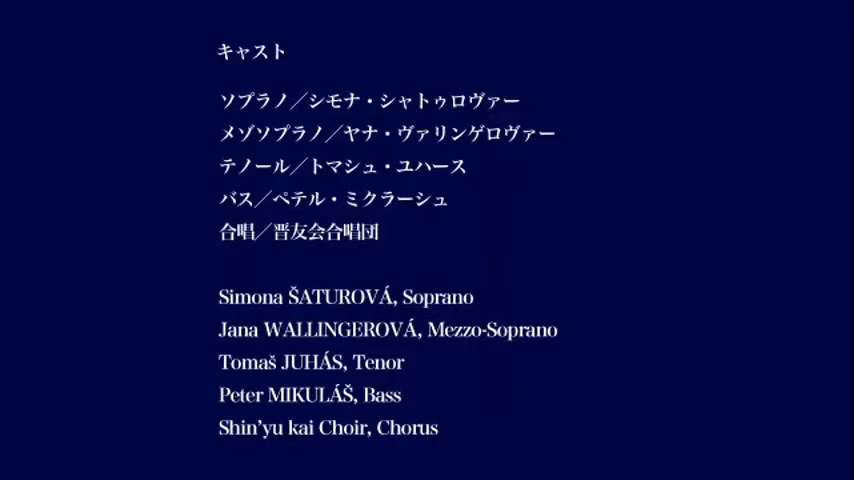 キャスト
ソプラノ／シモナ・シャトゥロヴァー
メゾソプラノ／ヤナ・ヴァリンゲロヴァー
テノール／トマシュ・ユハース
バス／ペテル・ミクラーシュ
合唱／晋友会合唱団
Simona ŠATUROVÁ, Soprano
Jana WALLINGEROVÁ, Mezzo-Soprano
Tomaš JUHÁS, Tenor
Peter MIKULÁŠ, Bass
Shin’yu kai Choir, Chorus